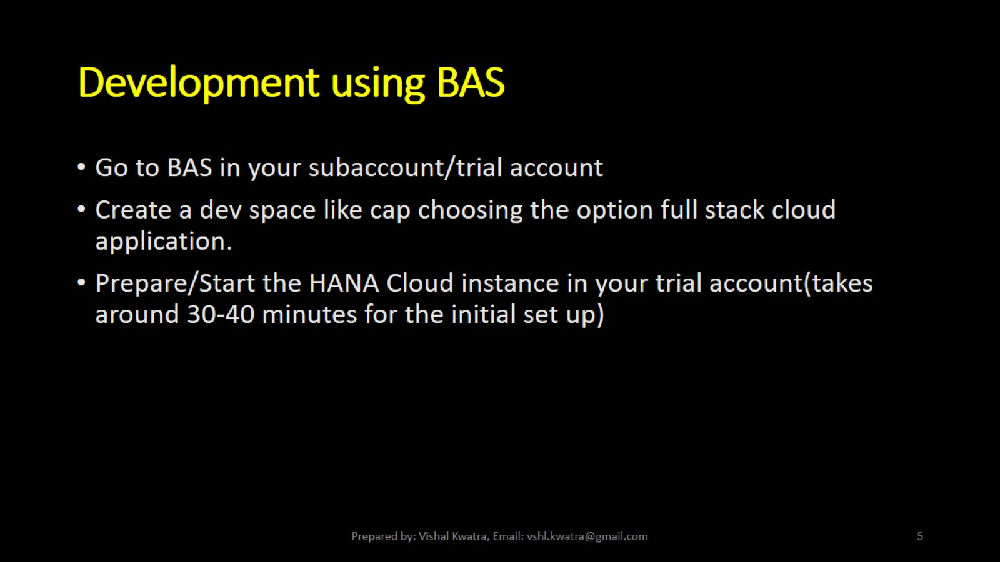 Development using BAS
• Go to BAS in your subaccount/trial account
• Create a dev space like cap choosing the option full stack cloud
application.
• Prepare/Start the HANA Cloud instance in your trial account(takes
around 30-40 minutes for the initial set up)
Prepared by: Vishal Kwatra, Email: vshl.kwatra@gmail.com
5